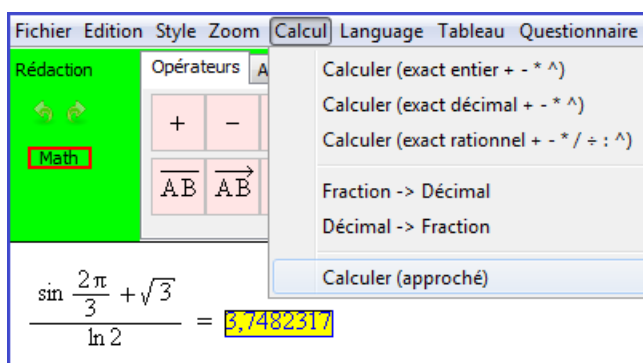 Fichier Edition Style Zoom Calcul Language Tableau Questionnaire
Rédaction
Math
Opérateurs A
+ −
AB AB
Calculer (exact entier + - * ^)
Calculer (exact décimal + - * ^)
Calculer (exact rationnel + - * / ÷ : ^)
Fraction -> Décimal
Décimal -> Fraction
Calculer (approché)
sin 2π/3 + √3
ln 2
= 3,7482317